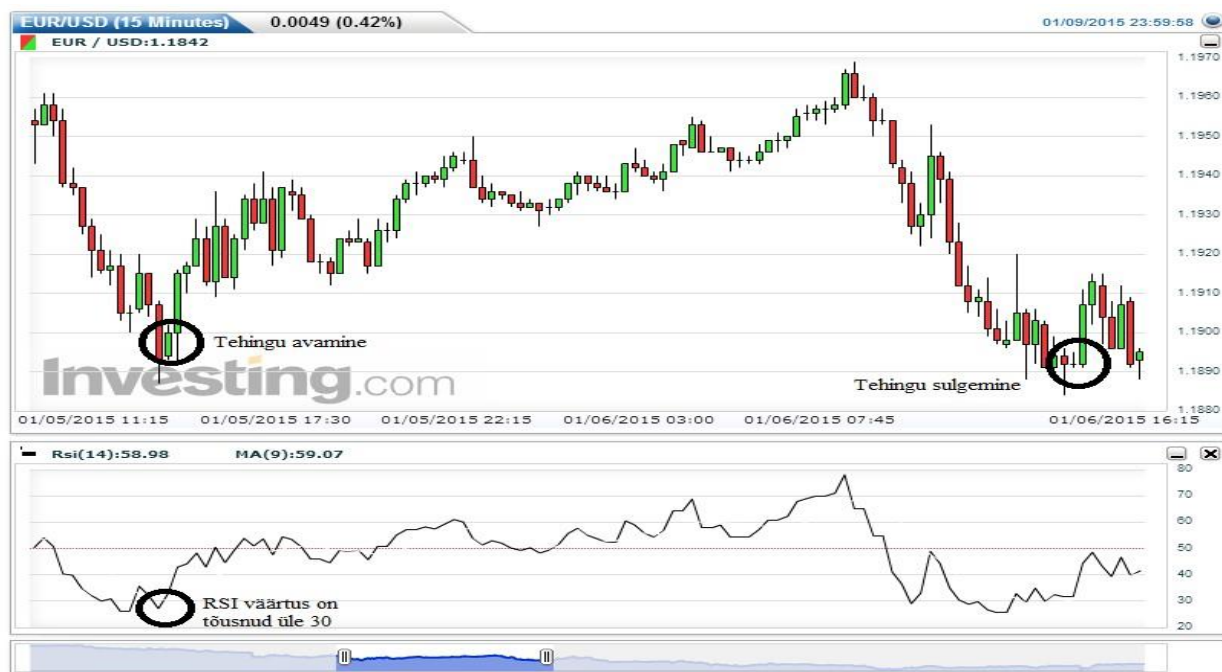 EUR/USD (15 Minutes) 0.0049 (0.42%) 01/09/2015 23:59:58
EUR / USD:1.1842
1.1970
1.1960
1.1950
1.1940
1.1930
1.1920
1.1910
1.1900
1.1890
1.1880
Tehingu avamine
Investing.com
Tehingu sulgemine
01/05/2015 11:15 01/05/2015 17:30 01/05/2015 22:15 01/06/2015 03:00 01/06/2015 07:45 01/06/2015 16:15
Rsi(14):58.98 MA(9):59.07
80
70
60
50
40
30
20
RSI väärtus on
tõusnud üle 30